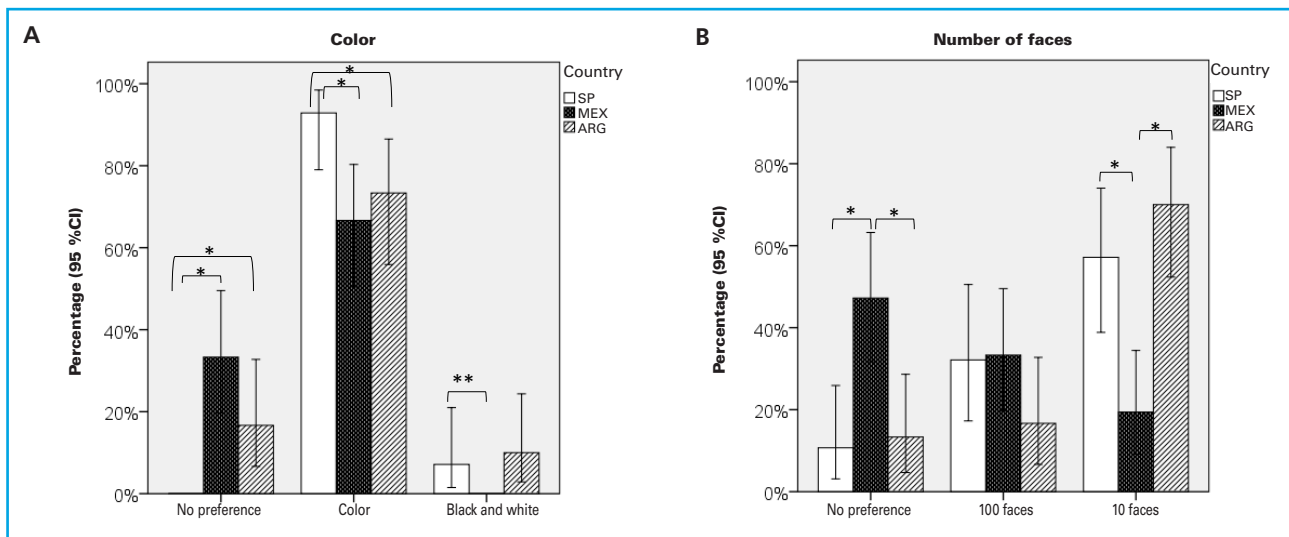 A
Color
Percentage (95 %CI)
100%
80%
60%
40%
20%
0%
*
*
*
*
**
No preference
Color
Black and white
Country
SP
MEX
ARG
B
Number of faces
Percentage (95 %CI)
100%
80%
60%
40%
20%
0%
*
*
*
*
No preference
100 faces
10 faces
Country
SP
MEX
ARG